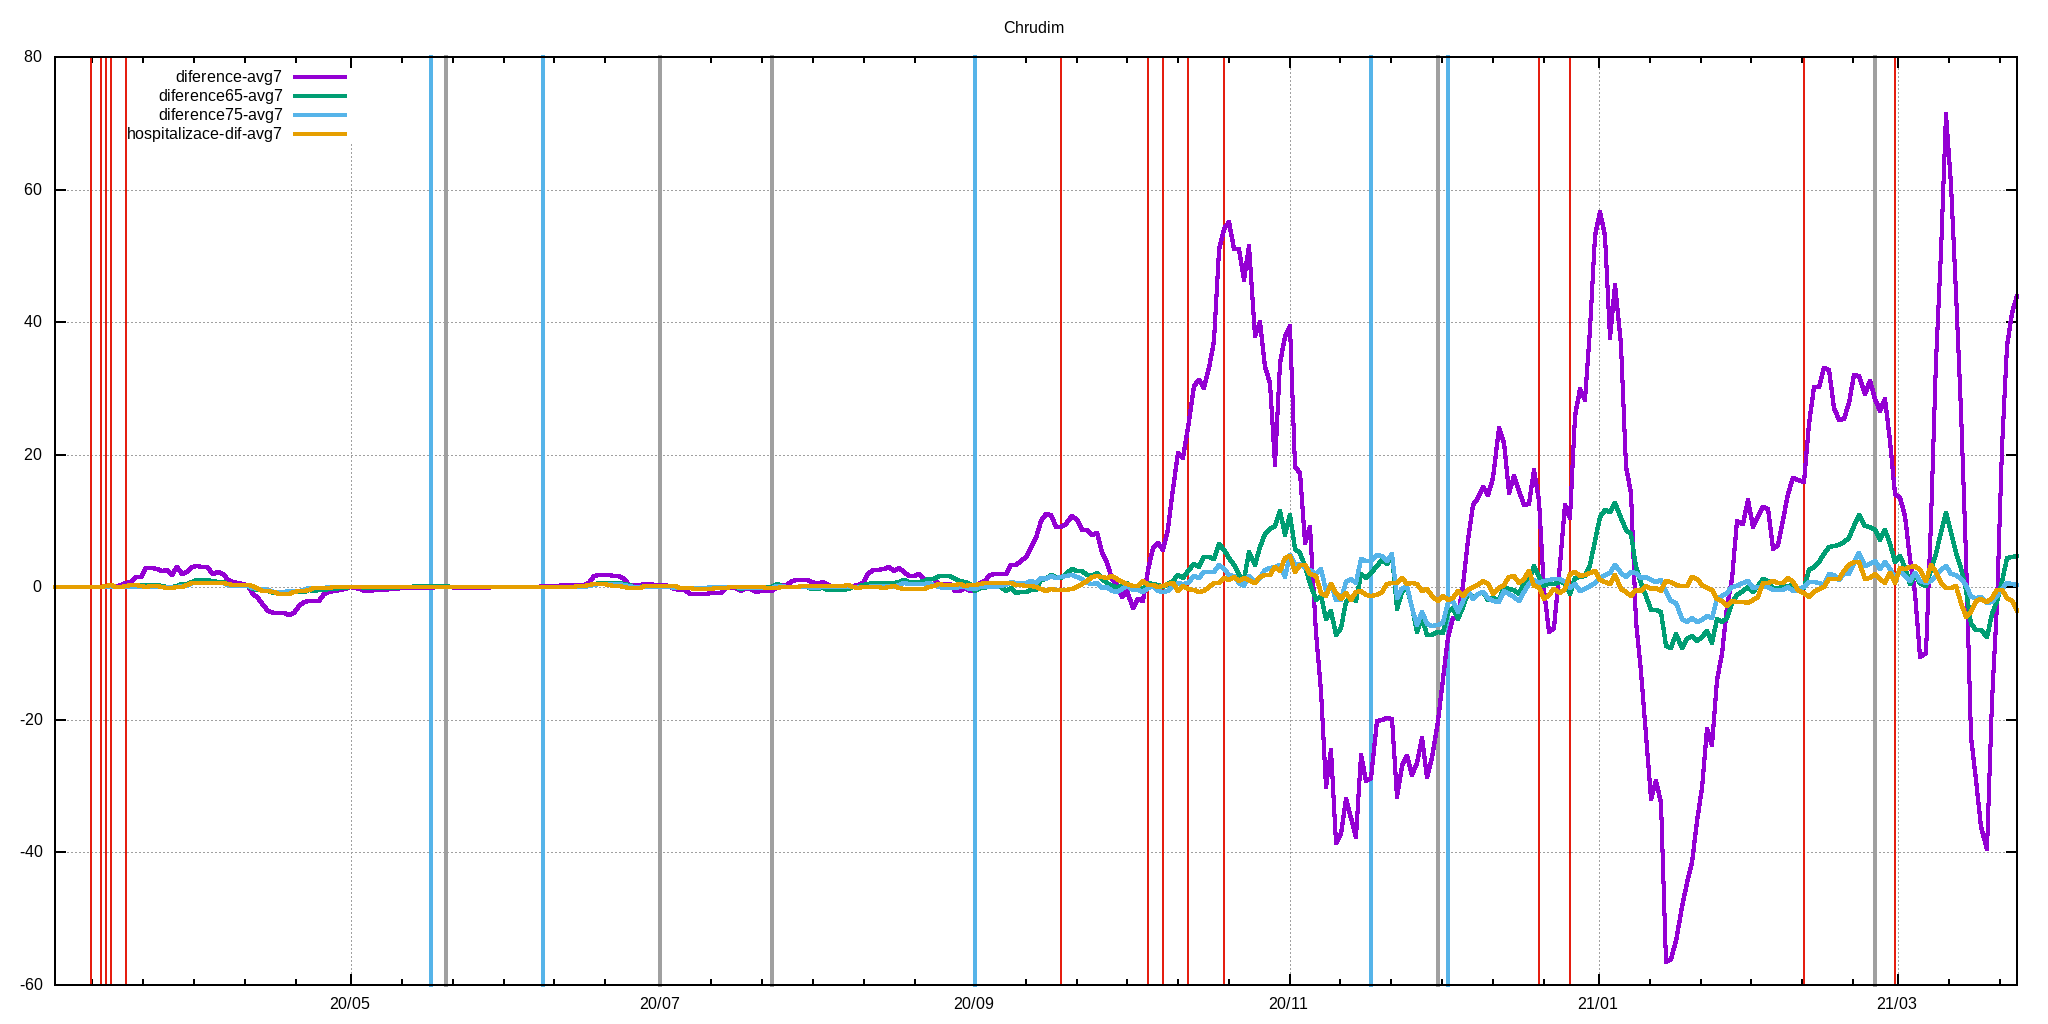 Chrudim
diference-avg7
diference65-avg7
diference75-avg7
hospitalizace-dif-avg7
80
60
40
20
0
-20
-40
-60
20/05 20/07 20/09 20/11 21/01 21/03